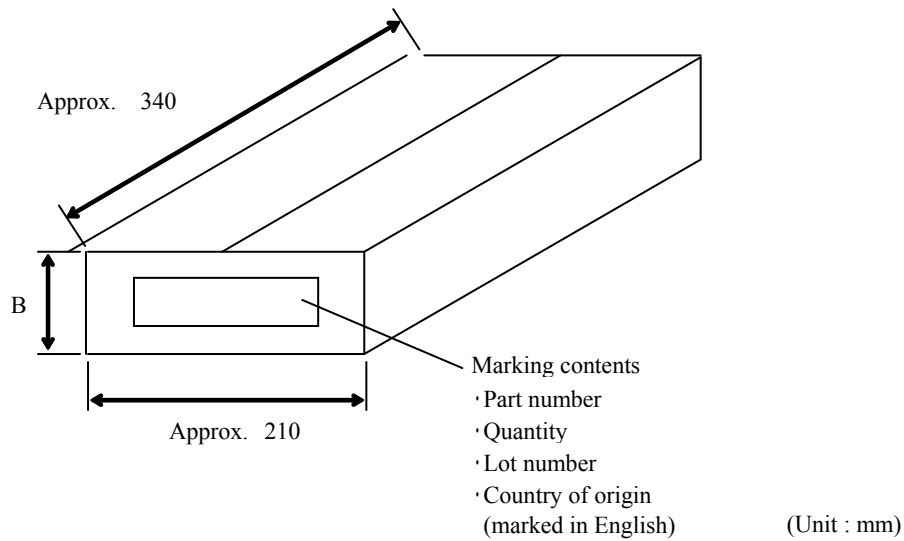 Approx. 340
B
Approx. 210
Marking contents
・Part number
・Quantity
・Lot number
・Country of origin
(marked in English)
(Unit : mm)